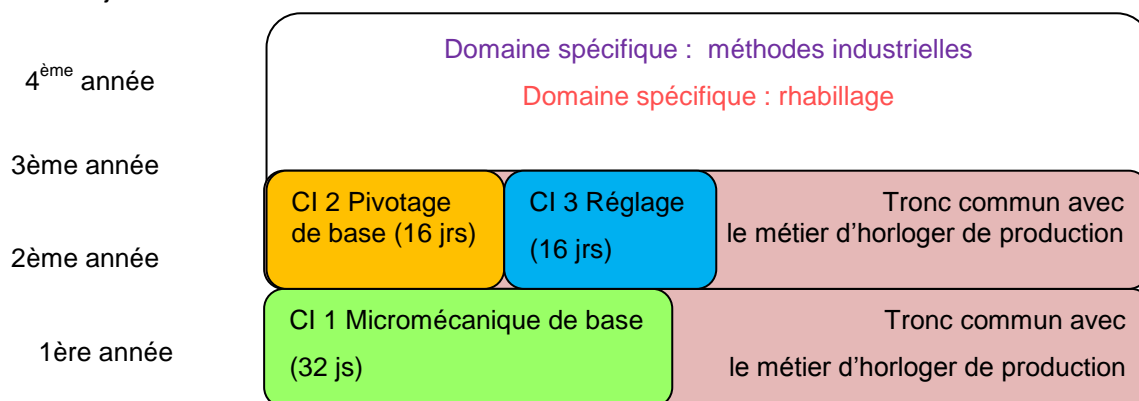 Domaine spécifique : méthodes industrielles
4ème année
Domaine spécifique : rhabillage
3ème année
CI 2 Pivotage
de base (16 jrs)
CI 3 Réglage
(16 jrs)
Tronc commun avec
le métier d'horloger de production
2ème année
CI 1 Micromécanique de base
(32 js)
Tronc commun avec
le métier d'horloger de production
1ère année